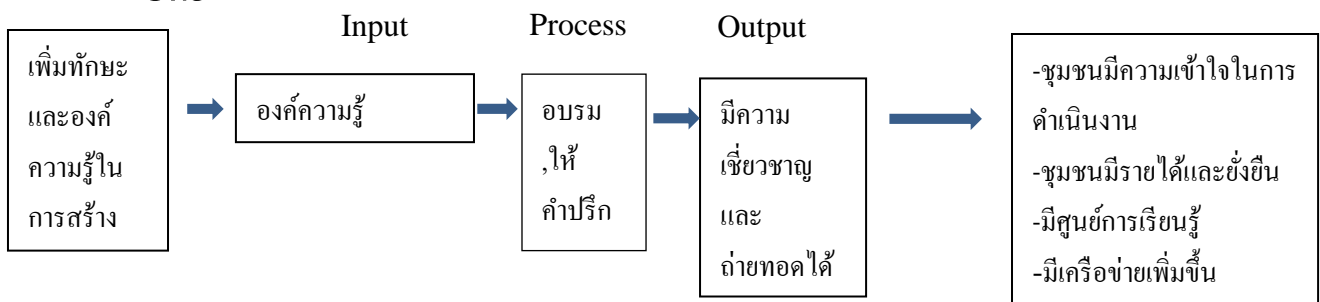 Input
Process
Output
เพิ่มทักษะ
และองค์
ความรู้ใน
การสร้าง
องค์ความรู้
อบรม
,ให้
คำปรึก
มีความ
เชี่ยวชาญ
และ
ถ่ายทอดได้
-ชุมชนมีความเข้าใจในการ
ดำเนินงาน
-ชุมชนมีรายได้และยั่งยืน
-มีศูนย์การเรียนรู้
-มีเครือข่ายเพิ่มขึ้น